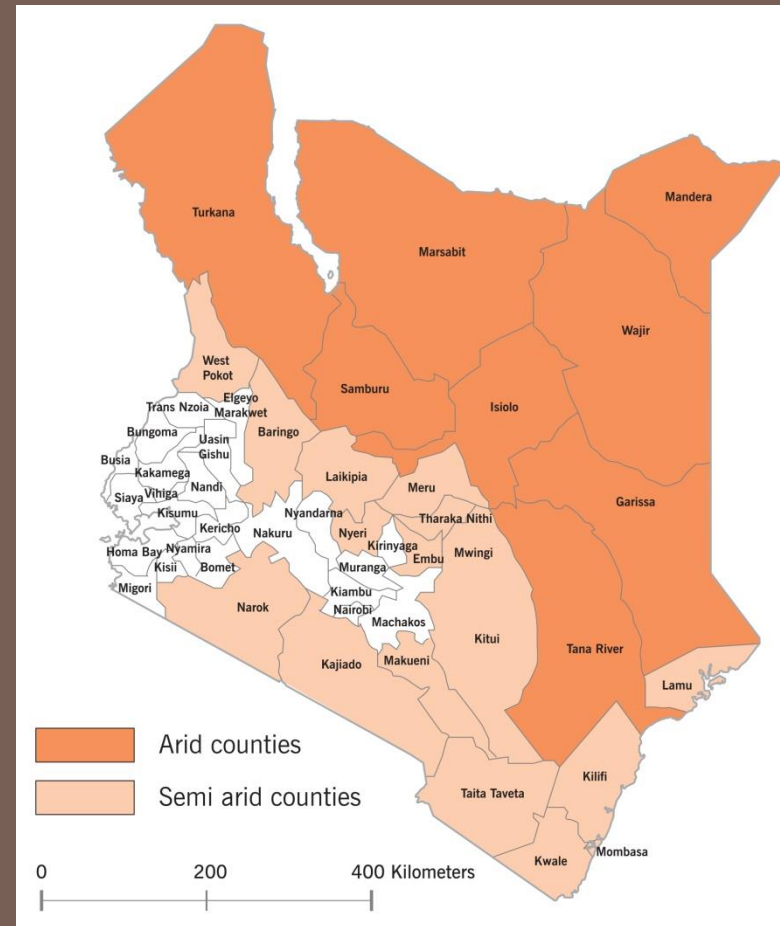 Mandera
Turkana
Marsabit
Wajir
West
Pokot
Samburu
Isiolo
Elgeyo
Marakwet
Trans Nzoia
Baringo
Bungoma
Uasin
Gishu
Busia
Kakamega
Laikipia
Meru
Nandi
Siaya
Vihiga
Garissa
Kisumu
Nyandarna
Tharaka Nithi
Kericho
Nakuru
Nyeri
Kirinyaga
Mwingi
Homa Bay
Nyamira
Embu
Kisii
Bomet
Muranga
Migori
Kiambu
Narok
Nairobi
Machakos
Kitui
Tana River
Kajiado
Makueni
Lamu
Arid counties
Kilifi
Semi arid counties
Taita Taveta
Mombasa
Kwale
0
200
400 Kilometers